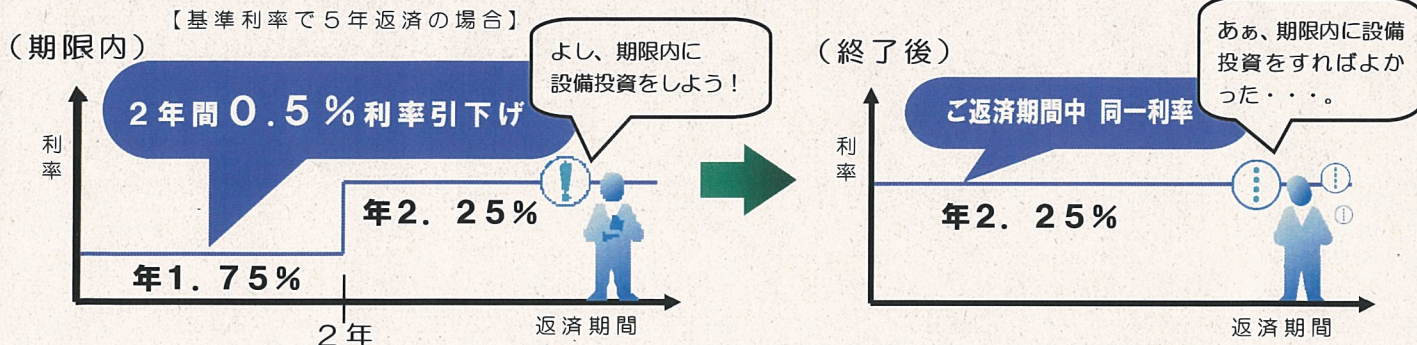 【基準利率で５年返済の場合】
（期限内）
２年間０.５％利率引下げ
よし、期限内に
設備投資をしよう！
利率
年２．２５％
年１．７５％
２年
返済期間
（終了後）
ご返済期間中 同一利率
あぁ、期限内に設備
投資をすればよか
った・・・。
利率
年２．２５％
返済期間